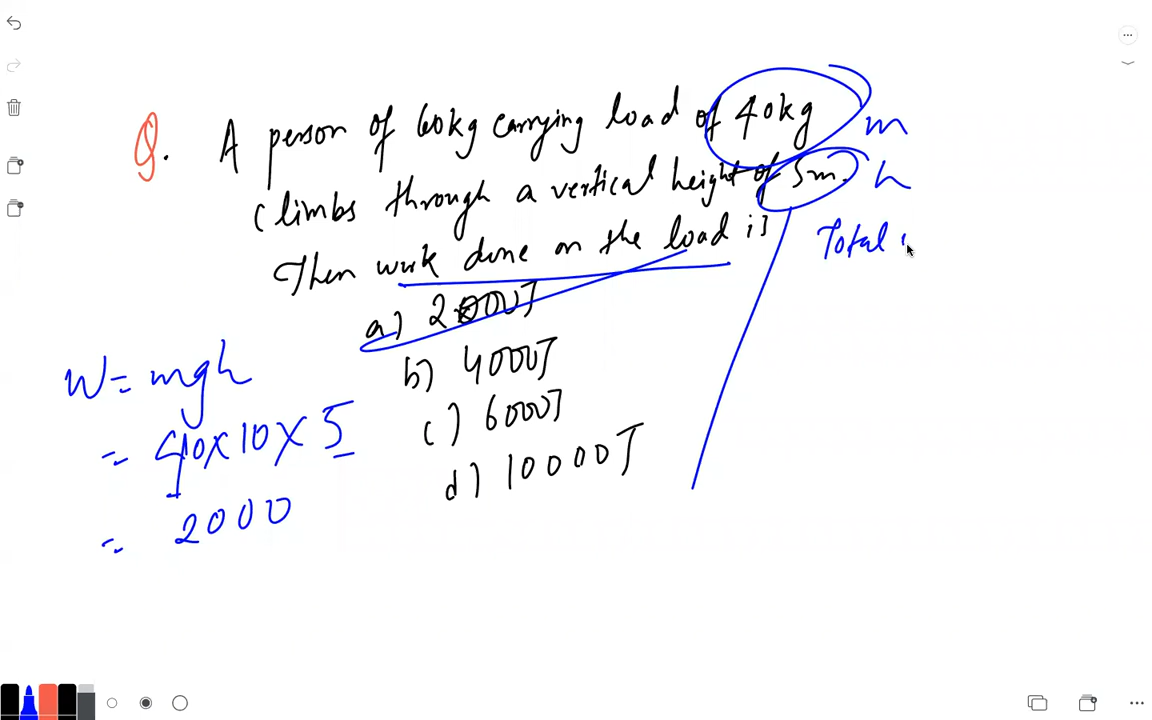 Q. A person of 60kg carrying load of 40kg m
climbs through a vertical height of 5m. h
Then work done on the load is
Total
a) 2000J
b) 4000J
c) 6000J
d) 10000J
W = mgh
= 40 × 10 × 5
= 2000